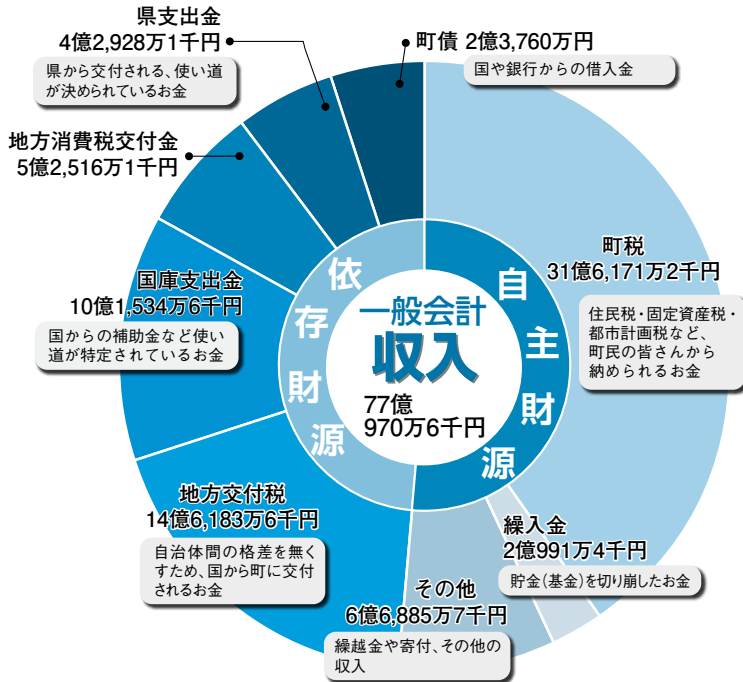 県支出金
4億2,928万1千円
県から交付される、使い道
が決められているお金
町債 2億3,760万円
国や銀行からの借入金
地方消費税交付金
5億2,516万1千円
町税
31億6,171万2千円
住民税・固定資産税・
都市計画税など、
町民の皆さんから
納められるお金
国庫支出金
10億1,534万6千円
国からの補助金など使い
道が特定されているお金
依存財源
自主財源
一般会計
収入
77億
970万6千円
地方交付税
14億6,183万6千円
自治体間の格差を無く
すため、国から町に交付
されるお金
繰入金
2億991万4千円
貯金(基金)を切り崩したお金
その他
6億6,885万7千円
繰越金や寄付、その他の
収入